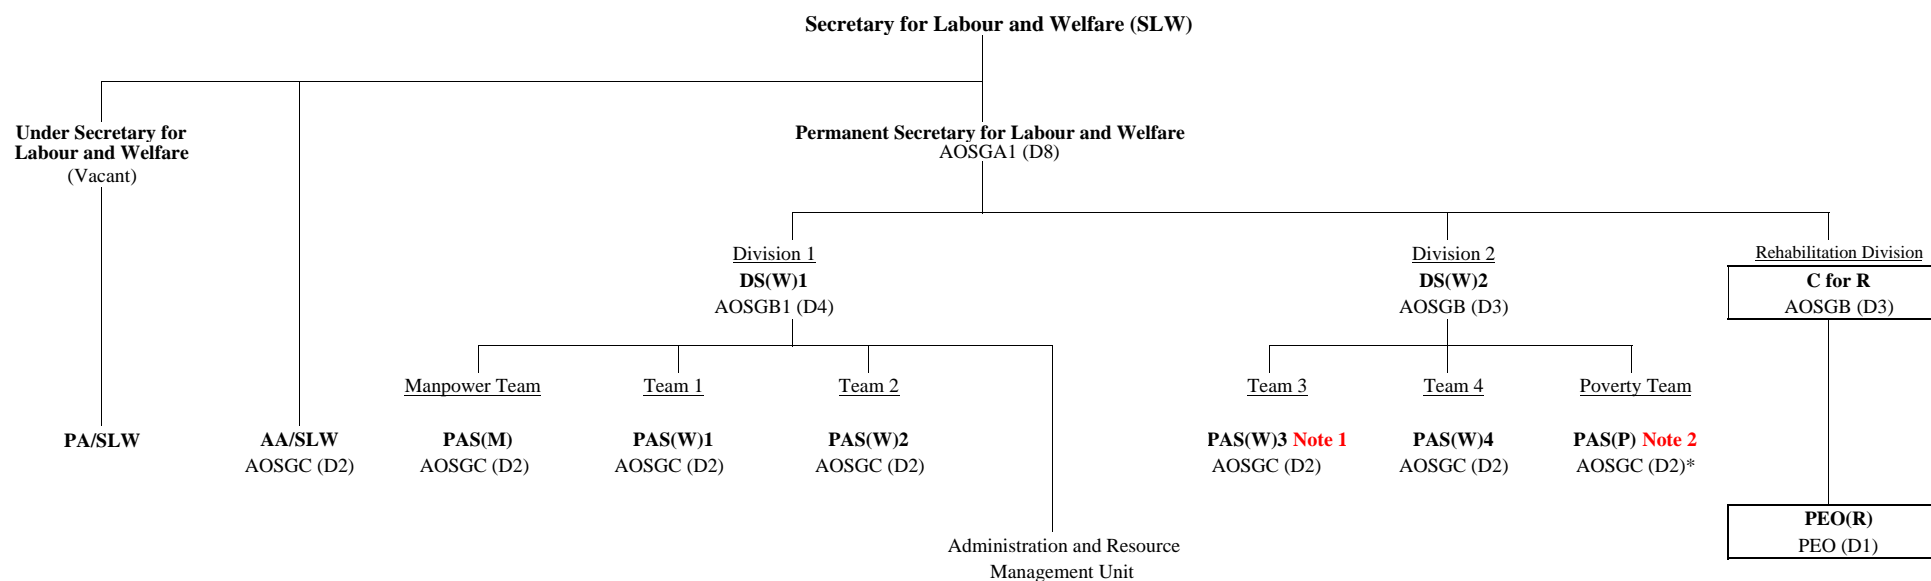 Secretary for Labour and Welfare (SLW)
Under Secretary for
Labour and Welfare
(Vacant)
Permanent Secretary for Labour and Welfare
AOSGA1 (D8)
Division 1
DS(W)1
AOSGB1 (D4)
Division 2
DS(W)2
AOSGB (D3)
Rehabilitation Division
C for R
AOSGB (D3)
Manpower Team
Team 1
Team 2
Team 3
Team 4
Poverty Team
PA/SLW
AA/SLW
AOSGC (D2)
PAS(M)
AOSGC (D2)
PAS(W)1
AOSGC (D2)
PAS(W)2
AOSGC (D2)
PAS(W)3 Note 1
AOSGC (D2)
PAS(W)4
AOSGC (D2)
PAS(P) Note 2
AOSGC (D2)*
PEO(R)
PEO (D1)
Administration and Resource
Management Unit